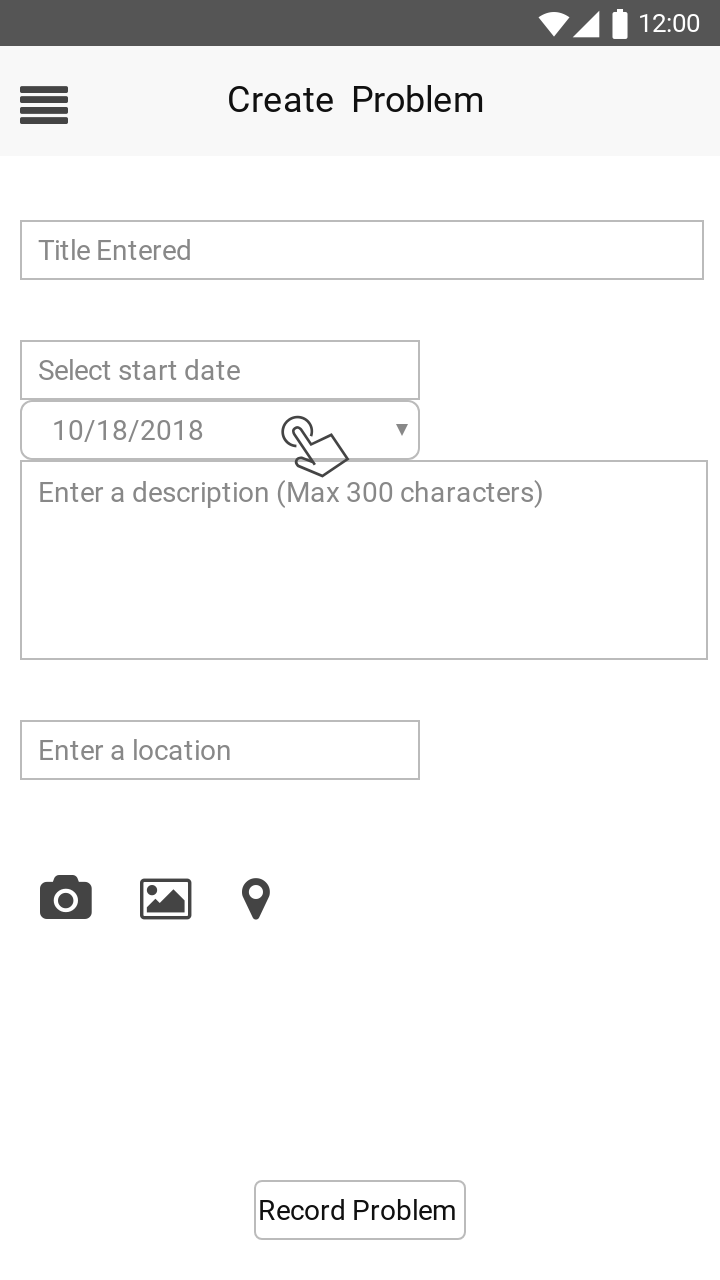 12:00
Create Problem
Title Entered
Select start date
10/18/2018
Enter a description (Max 300 characters)
Enter a location
Record Problem